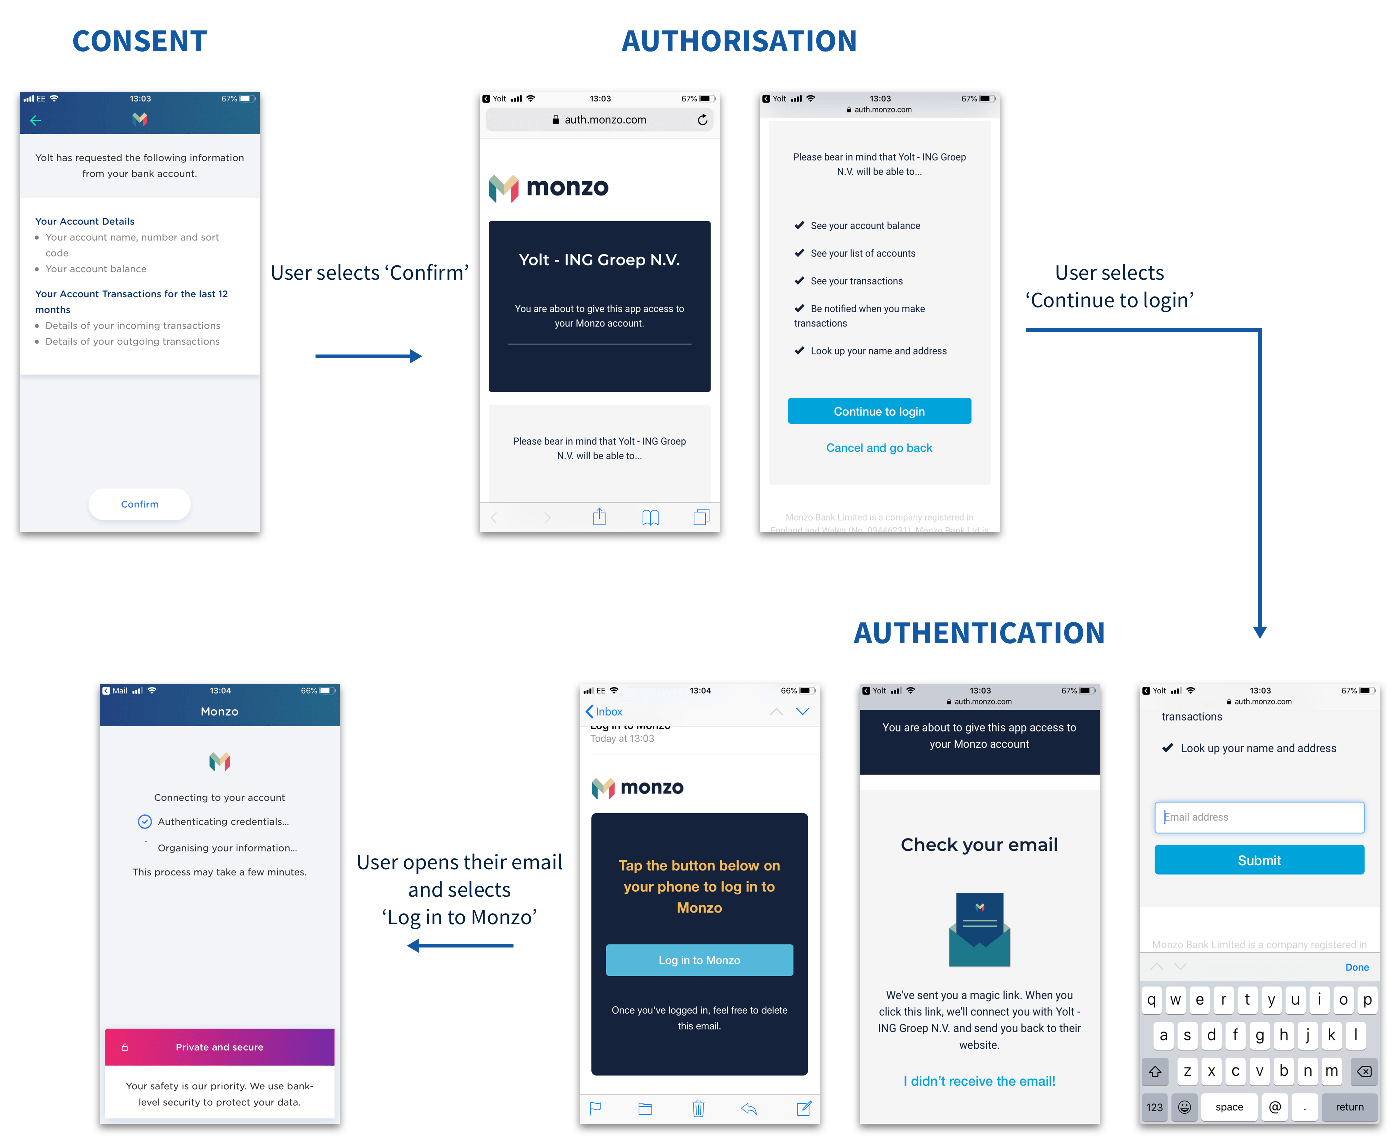 CONSENT
AUTHORISATION
EE 13:03 67%
Yolt has requested the following information
from your bank account.
Your Account Details
• Your account name, number and sort
code
• Your account balance
Your Account Transactions for the last 12
months
• Details of your incoming transactions
• Details of your outgoing transactions
Confirm
User selects ‘Confirm’
Yolt 13:03 67%
auth.monzo.com
monzo
Yolt - ING Groep N.V.
You are about to give this app access to
your Monzo account.
Please bear in mind that Yolt - ING Groep
N.V. will be able to...
Yolt 13:03 67%
auth.monzo.com
Please bear in mind that Yolt - ING Groep
N.V. will be able to...
✔ See your account balance
✔ See your list of accounts
✔ See your transactions
✔ Be notified when you make
transactions
✔ Look up your name and address
Continue to login
Cancel and go back
Monzo Bank Limited is a company registered in
England and Wales (No. 09446231). Monzo Bank Ltd is
User selects
‘Continue to login’
AUTHENTICATION
Yolt 13:03 67%
auth.monzo.com
transactions
✔ Look up your name and address
Email address
Submit
Monzo Bank Limited is a company registered in
Done
q w e r t y u i o p
a s d f g h j k l
z x c v b n m
123 space @ . return
Yolt 13:03 67%
auth.monzo.com
You are about to give this app access to
your Monzo account
Check your email
We've sent you a magic link. When you
click this link, we'll connect you with Yolt -
ING Groep N.V. and send you back to their
website.
I didn't receive the email!
EE 13:04 66%
Inbox
Log in to Monzo
Today at 13:03
monzo
Tap the button below on
your phone to log in to
Monzo
Log in to Monzo
Once you've logged in, feel free to delete
this email.
User opens their email
and selects
‘Log in to Monzo’
Mail 13:04 66%
Monzo
Connecting to your account
Authenticating credentials...
Organising your information...
This process may take a few minutes.
Private and secure
Your safety is our priority. We use bank-
level security to protect your data.